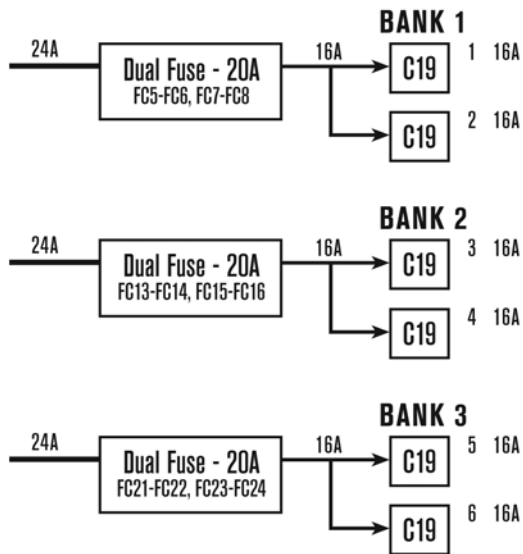 BANK 1
24A
Dual Fuse - 20A
FC5-FC6, FC7-FC8
16A
C19 1 16A
C19 2 16A
BANK 2
24A
Dual Fuse - 20A
FC13-FC14, FC15-FC16
16A
C19 3 16A
C19 4 16A
BANK 3
24A
Dual Fuse - 20A
FC21-FC22, FC23-FC24
16A
C19 5 16A
C19 6 16A